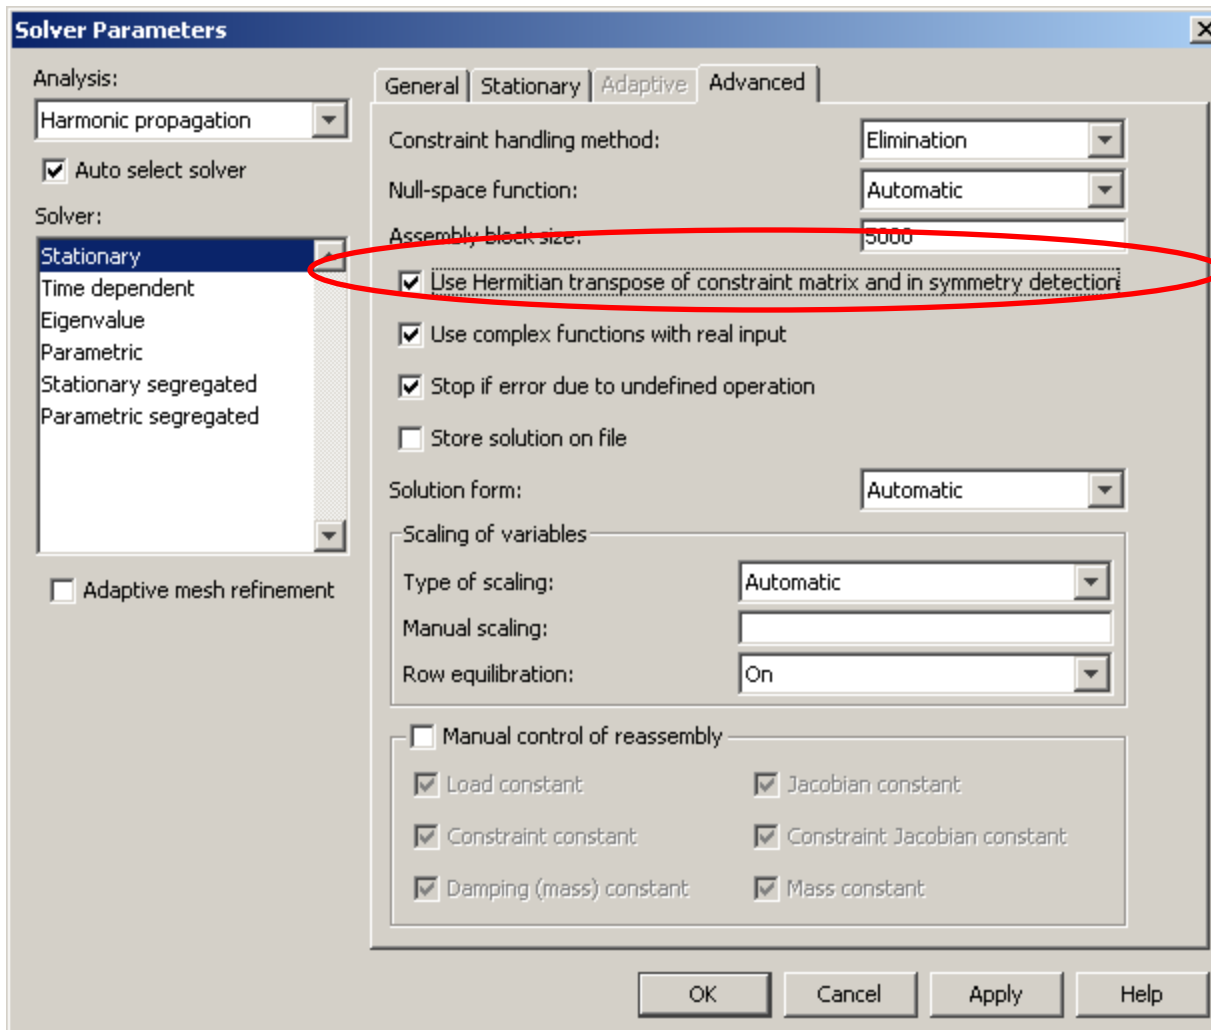 Solver Parameters
Analysis:
Harmonic propagation
Auto select solver
Solver:
Stationary
Time dependent
Eigenvalue
Parametric
Stationary segregated
Parametric segregated
Adaptive mesh refinement
General Stationary Adaptive Advanced
Constraint handling method: Elimination
Null-space function: Automatic
Assembly block size: 5000
Use Hermitian transpose of constraint matrix and in symmetry detection
Use complex functions with real input
Stop if error due to undefined operation
Store solution on file
Solution form: Automatic
Scaling of variables
Type of scaling: Automatic
Manual scaling:
Row equilibration: On
Manual control of reassembly
Load constant Jacobian constant
Constraint constant Constraint Jacobian constant
Damping (mass) constant Mass constant
OK Cancel Apply Help